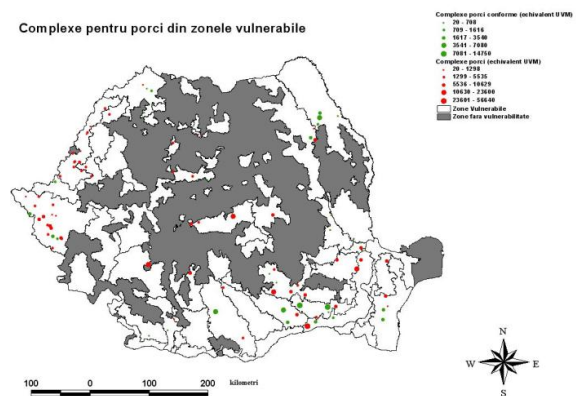 Complexe pentru porci din zonele vulnerabile
Complexe porci conforme (echivalent UVM)
20 - 708
709 - 1616
1617 - 3540
3541 - 7080
7081 - 14750
Complexe porci (echivalent UVM)
20 - 1298
1299 - 5535
5536 - 10629
10630 - 23600
23601 - 56640
Zone Vulnerabile
Zone fara vulnerabilitate
N
W E
S
100 0 100 200 kilometri